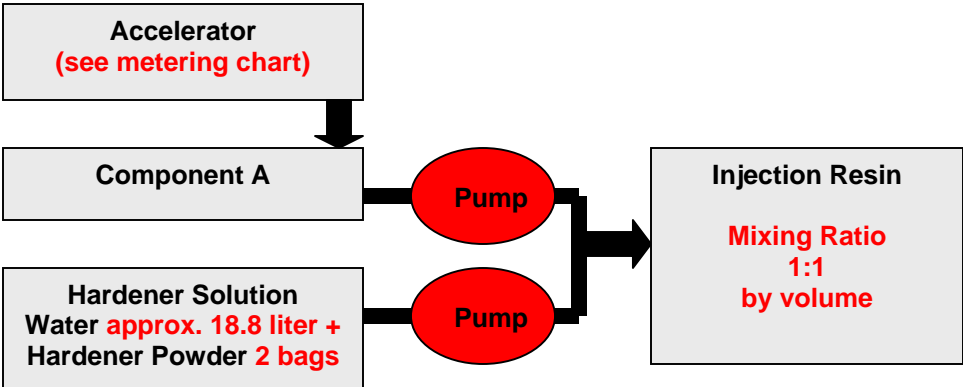 Accelerator
(see metering chart)
Component A
Pump
Hardener Solution
Water approx. 18.8 liter +
Hardener Powder 2 bags
Pump
Injection Resin
Mixing Ratio
1:1
by volume